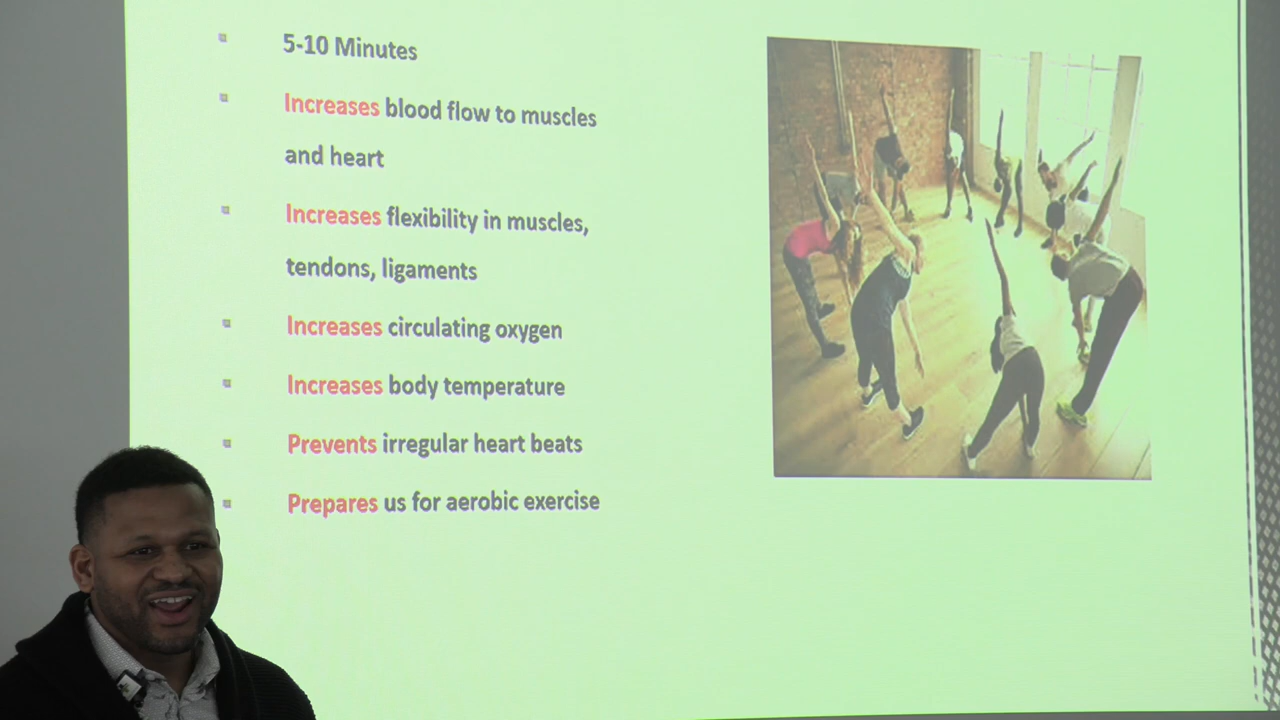 5-10 Minutes
Increases blood flow to muscles
and heart
Increases flexibility in muscles,
tendons, ligaments
Increases circulating oxygen
Increases body temperature
Prevents irregular heart beats
Prepares us for aerobic exercise